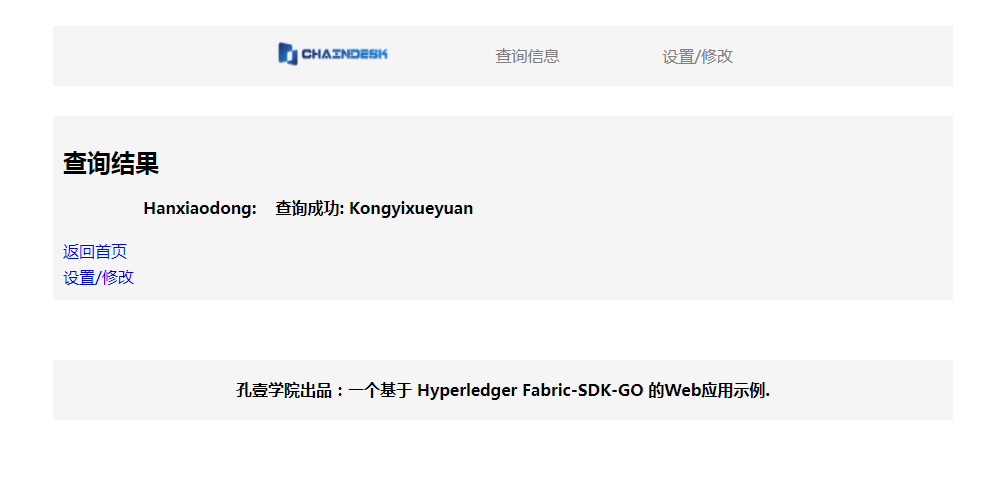 CHAINDESK 查询信息 设置/修改
查询结果
Hanxiaodong: 查询成功: Kongyixueyuan
返回首页
设置/修改
孔壹学院出品：一个基于 Hyperledger Fabric-SDK-GO 的Web应用示例.